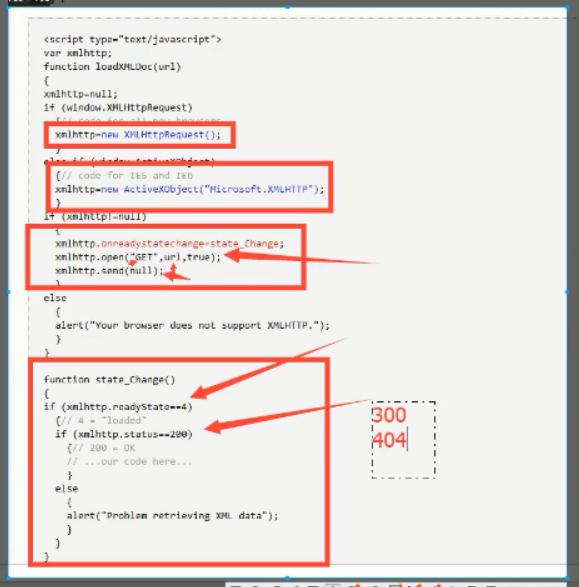 <script type="text/javascript">
var xmlhttp;
function loadXMLDoc(url)
{
xmlhttp=null;
if (window.XMLHttpRequest)
{// code for all new browsers
xmlhttp=new XMLHttpRequest();
}
else if (window.ActiveXObject)
{// code for IE5 and IE6
xmlhttp=new ActiveXObject("Microsoft.XMLHTTP");
}
if (xmlhttp!=null)
{
xmlhttp.onreadystatechange=state_Change;
xmlhttp.open("GET",url,true);
xmlhttp.send(null);
}
else
{
alert("Your browser does not support XMLHTTP.");
}
}
function state_Change()
{
if (xmlhttp.readyState==4)
{// 4 = "loaded"
if (xmlhttp.status==200)
{// 200 = OK
// ...our code here...
}
else
{
alert("Problem retrieving XML data");
}
}
}
300
404